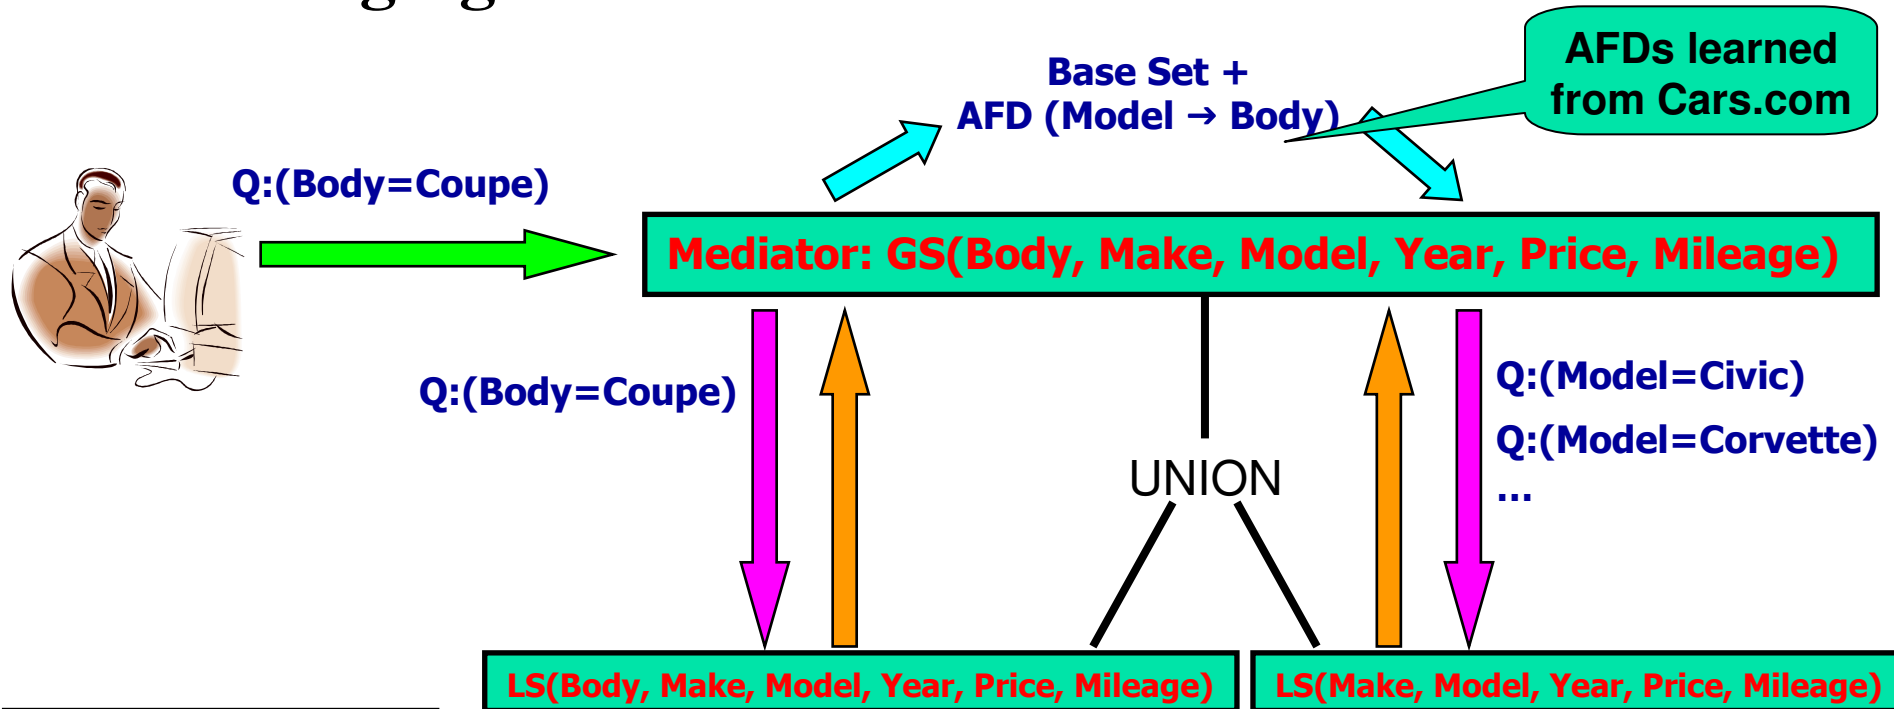 AFDs learned
from Cars.com
Base Set +
AFD (Model → Body)
Q:(Body=Coupe)
Mediator: GS(Body, Make, Model, Year, Price, Mileage)
Q:(Body=Coupe)
Q:(Model=Civic)
Q:(Model=Corvette)
...
UNION
LS(Body, Make, Model, Year, Price, Mileage)
LS(Make, Model, Year, Price, Mileage)